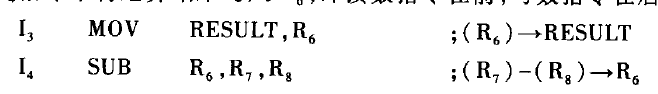 I₃ MOV RESULT,R₆ ;(R₆)→RESULT
I₄ SUB R₆,R₇,R₈ ;(R₇)-(R₈)→R₆